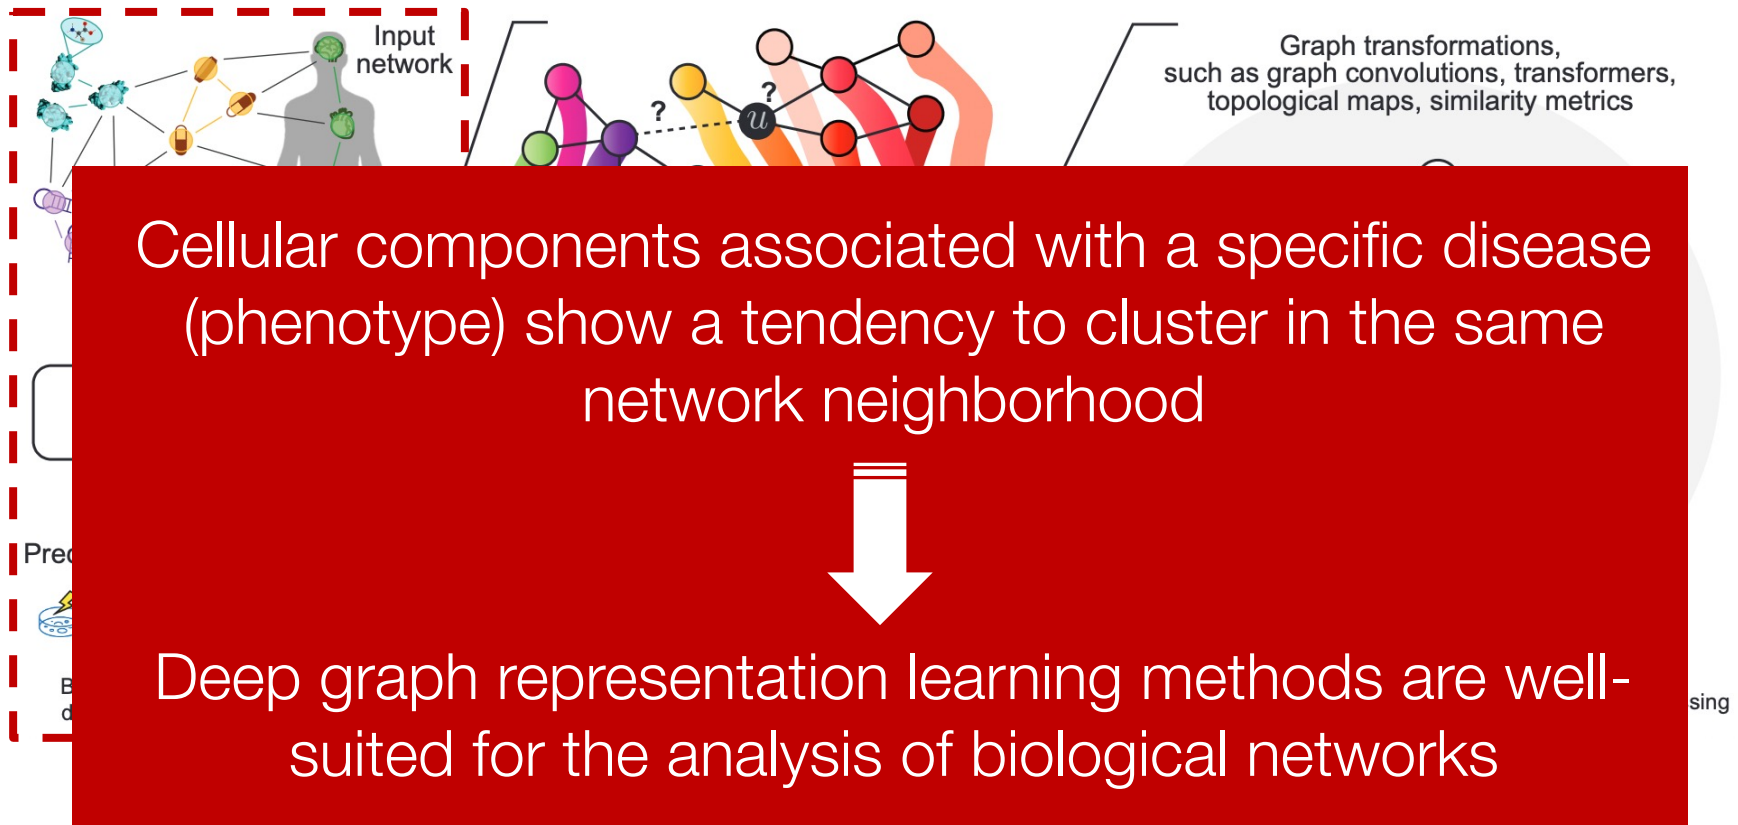 Input
network
?
?
u
Graph transformations,
such as graph convolutions, transformers,
topological maps, similarity metrics
Cellular components associated with a specific disease
(phenotype) show a tendency to cluster in the same
network neighborhood
Deep graph representation learning methods are well-
suited for the analysis of biological networks